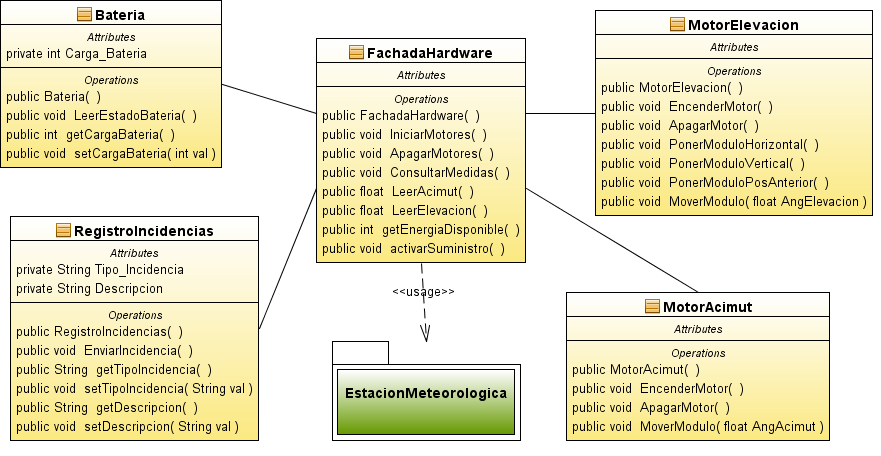 Bateria
Attributes
private int Carga_Bateria
Operations
public Bateria( )
public void LeerEstadoBateria( )
public int getCargaBateria( )
public void setCargaBateria( int val )
FachadaHardware
Attributes
Operations
public FachadaHardware( )
public void IniciarMotores( )
public void ApagarMotores( )
public void ConsultarMedidas( )
public float LeerAcimut( )
public float LeerElevacion( )
public int getEnergiaDisponible( )
public void activarSuministro( )
MotorElevacion
Attributes
Operations
public MotorElevacion( )
public void EncenderMotor( )
public void ApagarMotor( )
public void PonerModuloHorizontal( )
public void PonerModuloVertical( )
public void PonerModuloPosAnterior( )
public void MoverModulo( float AngElevacion )
RegistroIncidencias
Attributes
private String Tipo_Incidencia
private String Descripcion
Operations
public RegistroIncidencias( )
public void EnviarIncidencia( )
public String getTipoIncidencia( )
public void setTipoIncidencia( String val )
public String getDescripcion( )
public void setDescripcion( String val )
<<usage>>
EstacionMeteorologica
MotorAcimut
Attributes
Operations
public MotorAcimut( )
public void EncenderMotor( )
public void ApagarMotor( )
public void MoverModulo( float AngAcimut )